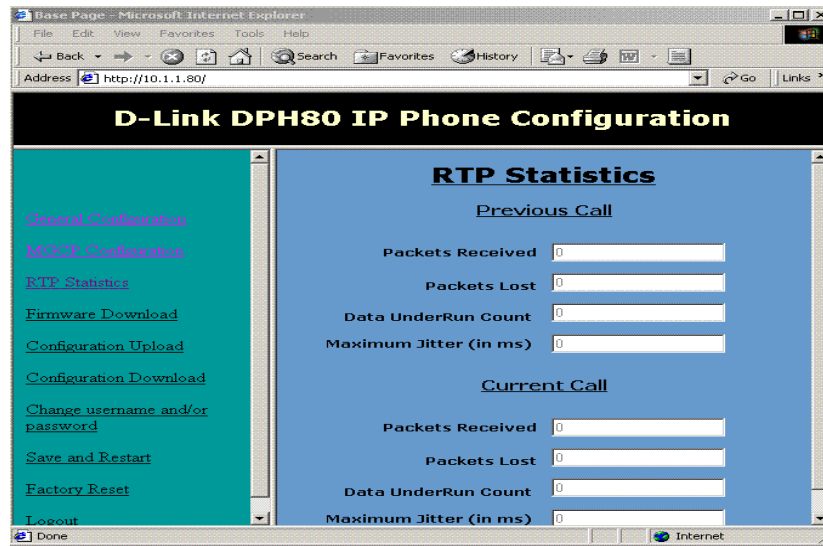 Base Page - Microsoft Internet Explorer
File Edit View Favorites Tools Help
Back Search Favorites History
Address http://10.1.1.80/ Go Links
D-Link DPH80 IP Phone Configuration
General Configuration
MGCP Configuration
RTP Statistics
Firmware Download
Configuration Upload
Configuration Download
Change username and/or
password
Save and Restart
Factory Reset
Logout
RTP Statistics
Previous Call
Packets Received 0
Packets Lost 0
Data UnderRun Count 0
Maximum Jitter (in ms) 0
Current Call
Packets Received 0
Packets Lost 0
Data UnderRun Count 0
Maximum Jitter (in ms) 0
Done Internet